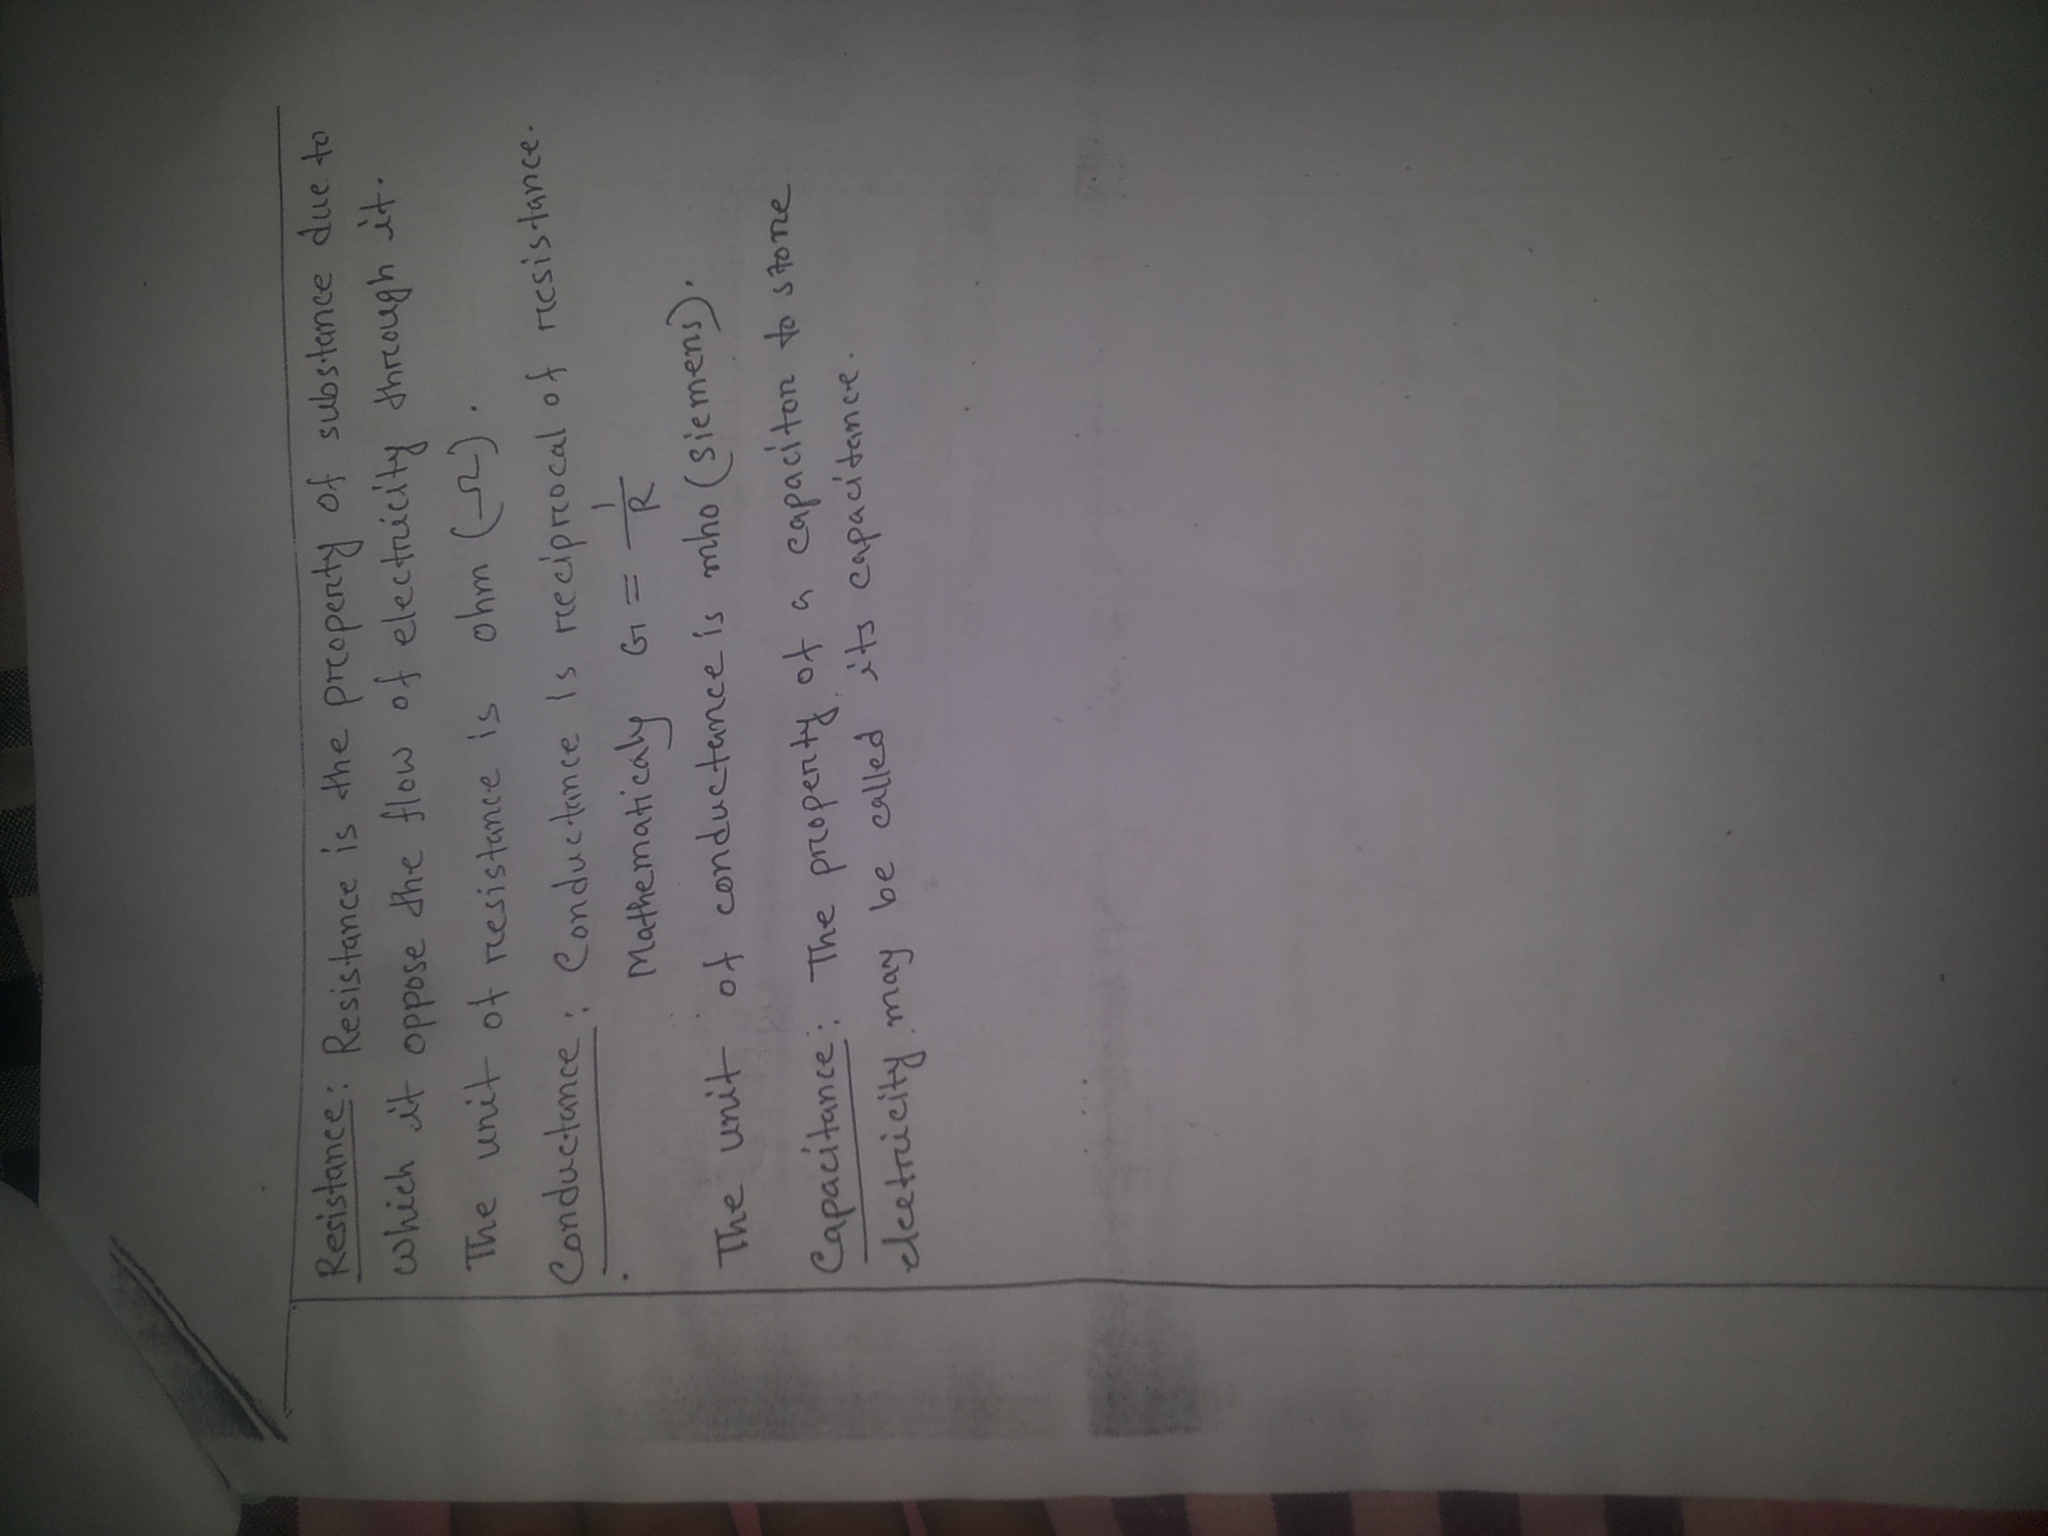 Resistance: Resistance is the property of substance due to
which it oppose the flow of electricity through it.
The unit of resistance is ohm (Ω).
Conductance: Conductance is reciprocal of resistance.
Mathematicaly G = 1/R
The unit of conductance is mho (siemens).
Capacitance: The property of a capacitor to store
electricity may be called its capacitance.